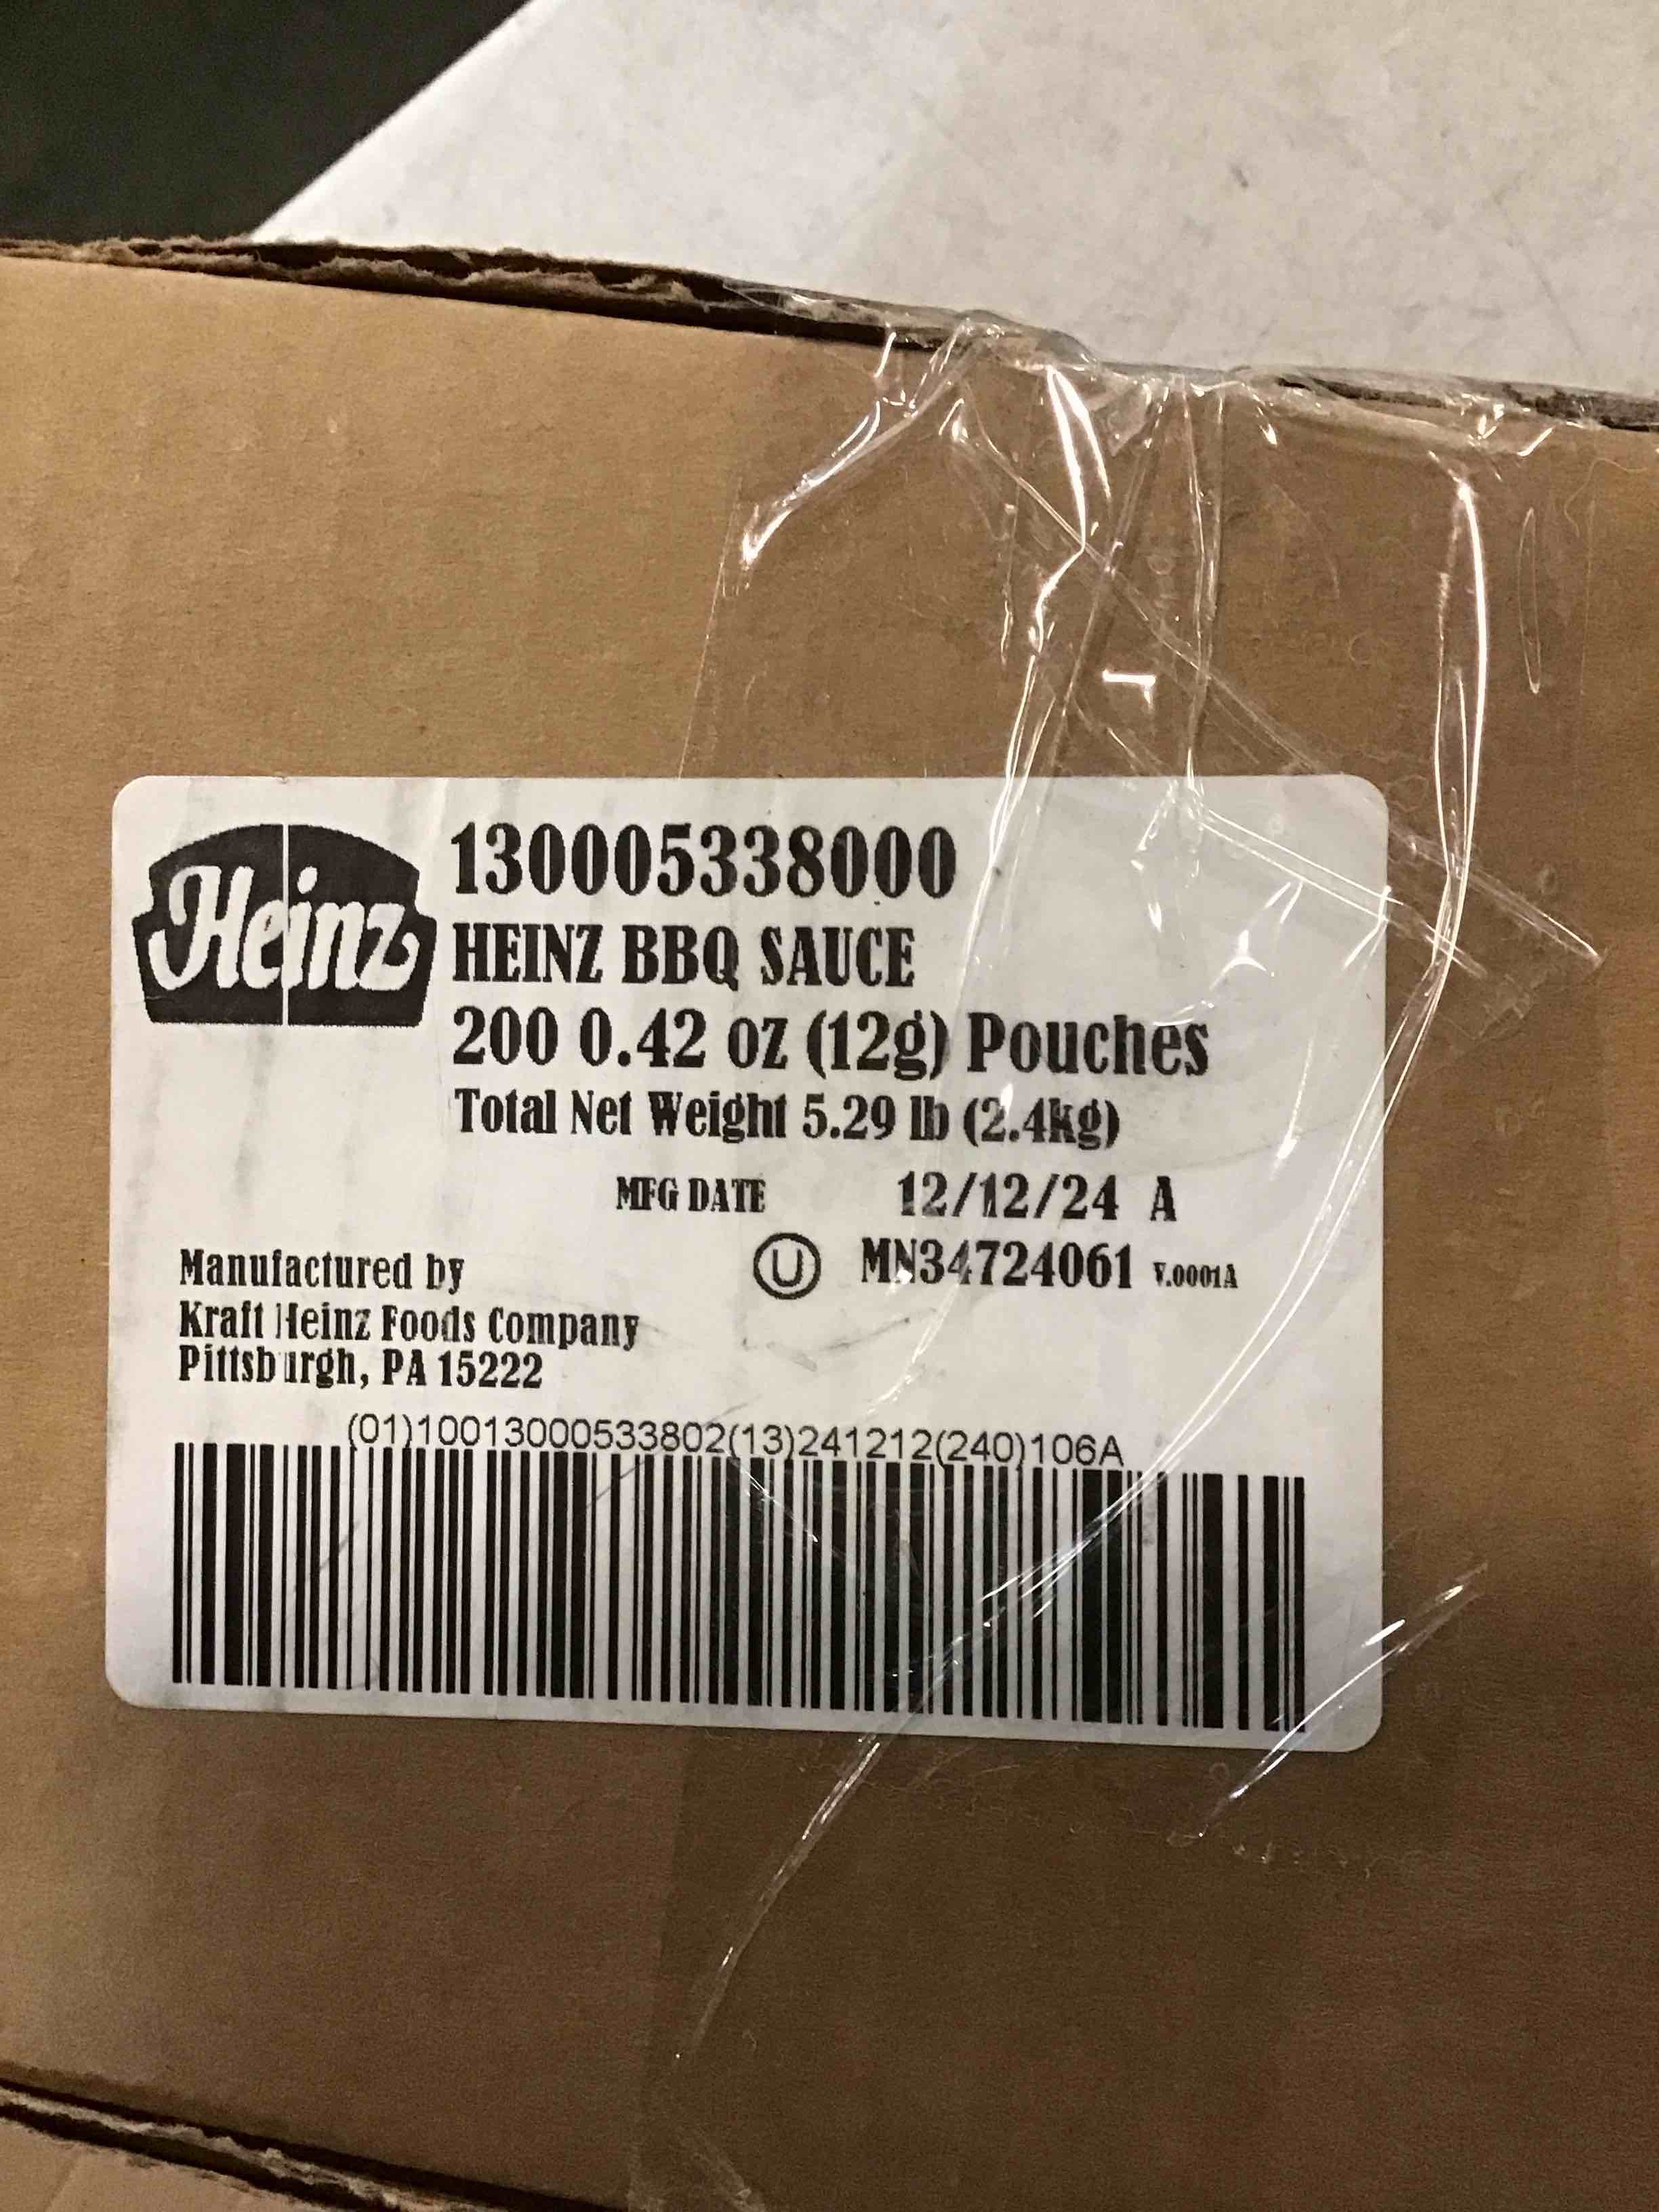 Heinz
130005338000
HEINZ BBQ SAUCE
200 0.42 oz (12g) Pouches
Total Net Weight 5.29 lb (2.4kg)
MFG DATE 12/12/24 A
U MN34724061 V.0001A
Manufactured by
Kraft Heinz Foods Company
Pittsburgh, PA 15222
(01)10013000533802(13)241212(240)106A